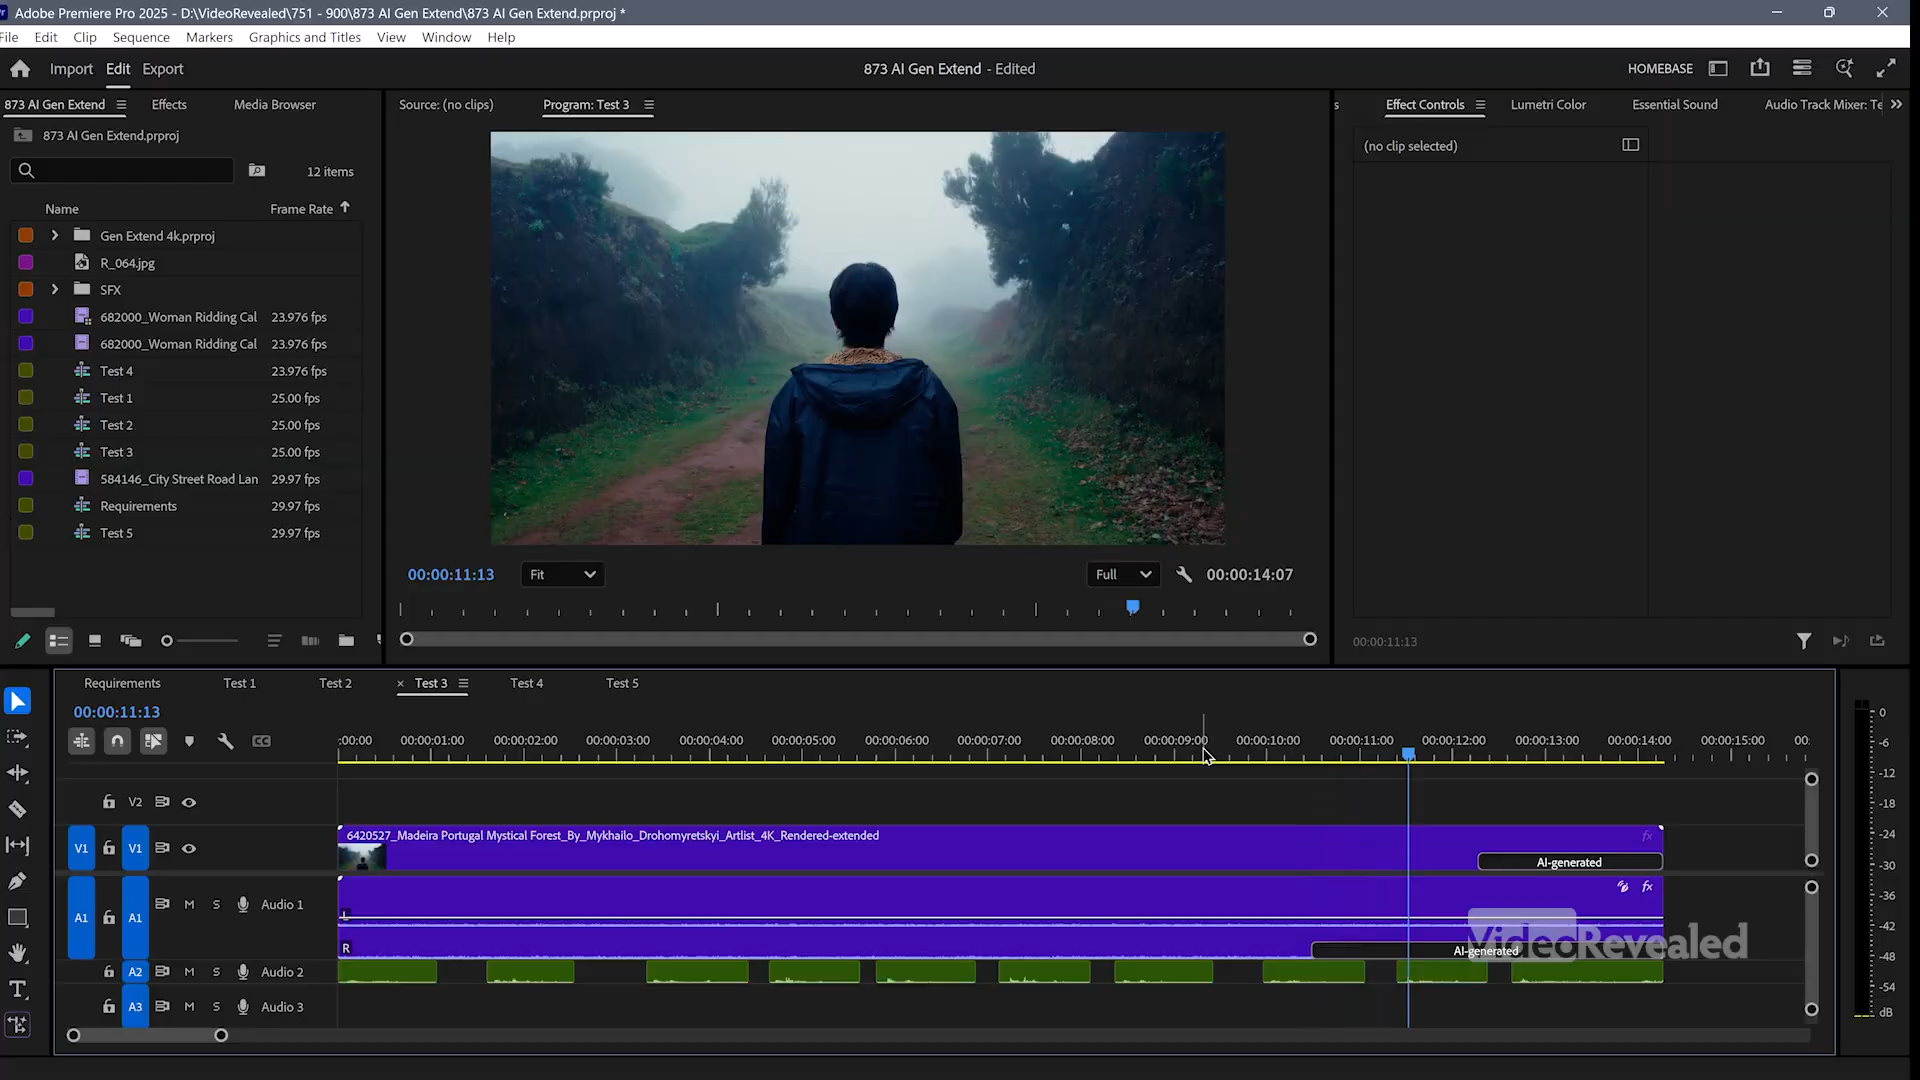 Adobe Premiere Pro 2025 - D:\VideoRevealed\751 - 900\873 AI Gen Extend\873 AI Gen Extend.prproj *
File Edit Clip Sequence Markers Graphics and Titles View Window Help
Import Edit Export
873 AI Gen Extend - Edited
HOMEBASE
873 AI Gen Extend Effects Media Browser
Source: (no clips) Program: Test 3
Effect Controls Lumetri Color Essential Sound Audio Track Mixer: Te
873 AI Gen Extend.prproj
(no clip selected)
12 items
Name Frame Rate
Gen Extend 4k.prproj
R_064.jpg
SFX
682000_Woman Ridding Cal 23.976 fps
682000_Woman Ridding Cal 23.976 fps
Test 4 23.976 fps
Test 1 25.00 fps
Test 2 25.00 fps
Test 3 25.00 fps
584146_City Street Road Lan 29.97 fps
Requirements 29.97 fps
Test 5 29.97 fps
00:00:11:13 Fit Full 00:00:14:07
00:00:11:13
Requirements Test 1 Test 2 × Test 3 Test 4 Test 5
00:00:11:13
:00:00 00:00:01:00 00:00:02:00 00:00:03:00 00:00:04:00 00:00:05:00 00:00:06:00 00:00:07:00 00:00:08:00 00:00:09:00 00:00:10:00 00:00:11:00 00:00:12:00 00:00:13:00 00:00:14:00 00:00:15:00 00:
V2
V1 V1
6420527_Madeira Portugal Mystical Forest_By_Mykhailo_Drohomyretskyi_Artlist_4K_Rendered-extended fx
AI-generated
A1 A1 M S Audio 1
L
fx
R
AI-generated
VideoRevealed
A2 M S Audio 2
A3 M S Audio 3
0
-6
-12
-18
-24
-30
-36
-42
-48
-54
dB